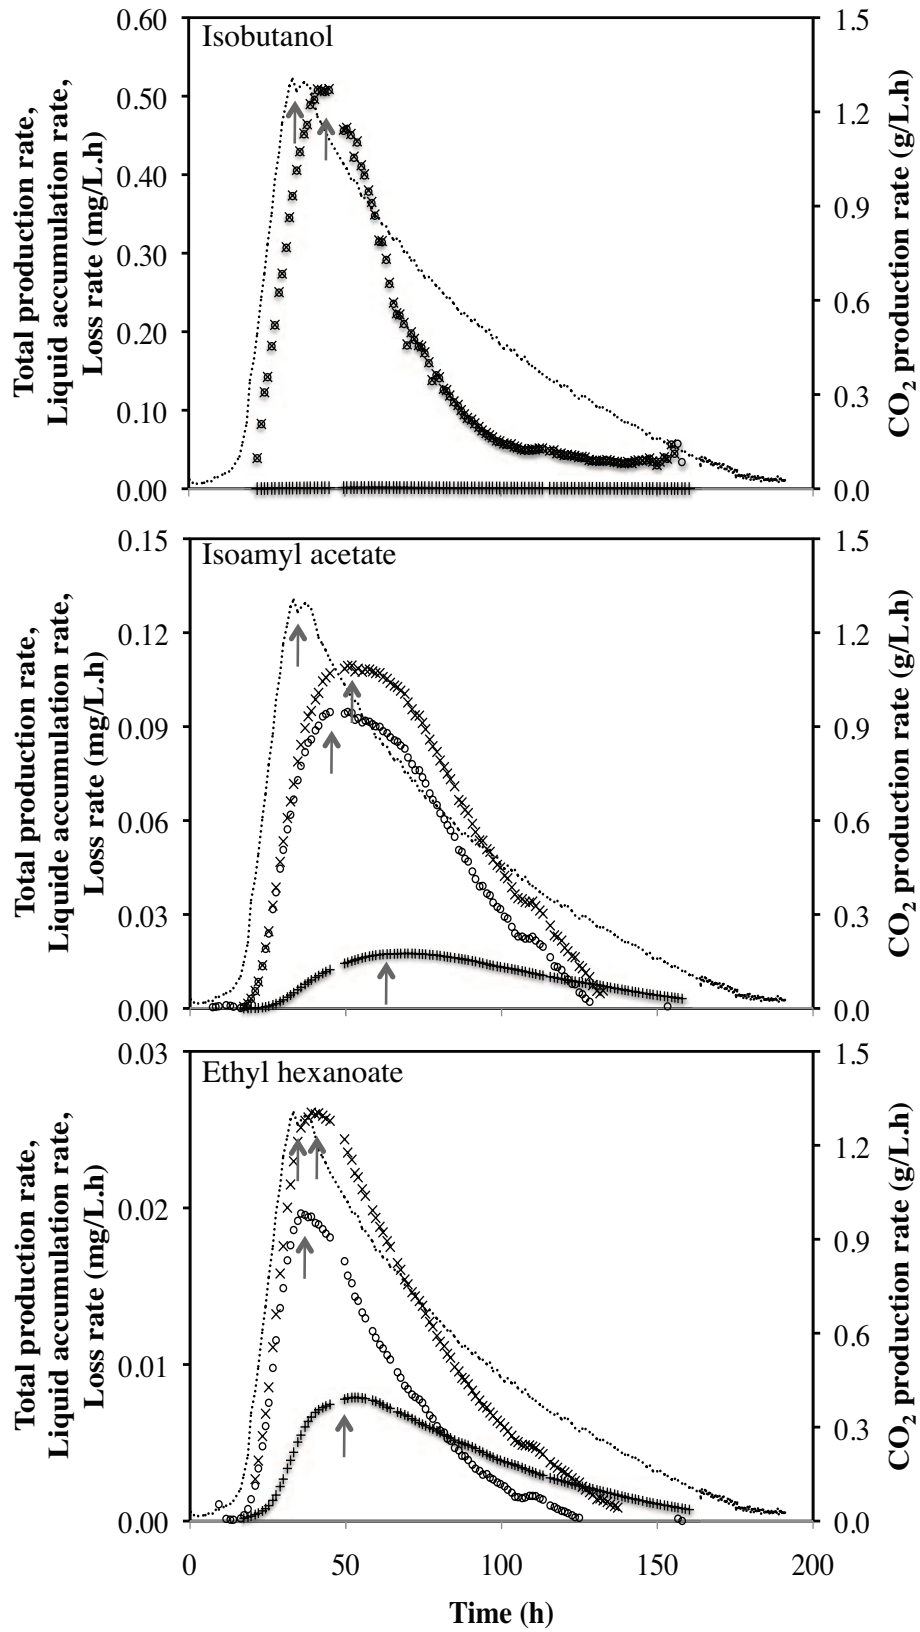 Isobutanol
Total production rate,
Liquid accumulation rate,
Loss rate (mg/L.h)
0.60
0.50
0.40
0.30
0.20
0.10
0.00
1.5
1.2
0.9
0.6
0.3
0.0
CO2 production rate (g/L.h)
Isoamyl acetate
Total production rate,
Liquide accumulation rate,
Loss rate (mg/L.h)
0.15
0.12
0.09
0.06
0.03
0.00
1.5
1.2
0.9
0.6
0.3
0.0
CO2 production rate (g/L.h)
Ethyl hexanoate
Total production rate,
Liquid accumulation rate,
Loss rate (mg/L.h)
0.03
0.02
0.01
0.00
1.5
1.2
0.9
0.6
0.3
0.0
CO2 production rate (g/L.h)
0 50 100 150 200
Time (h)